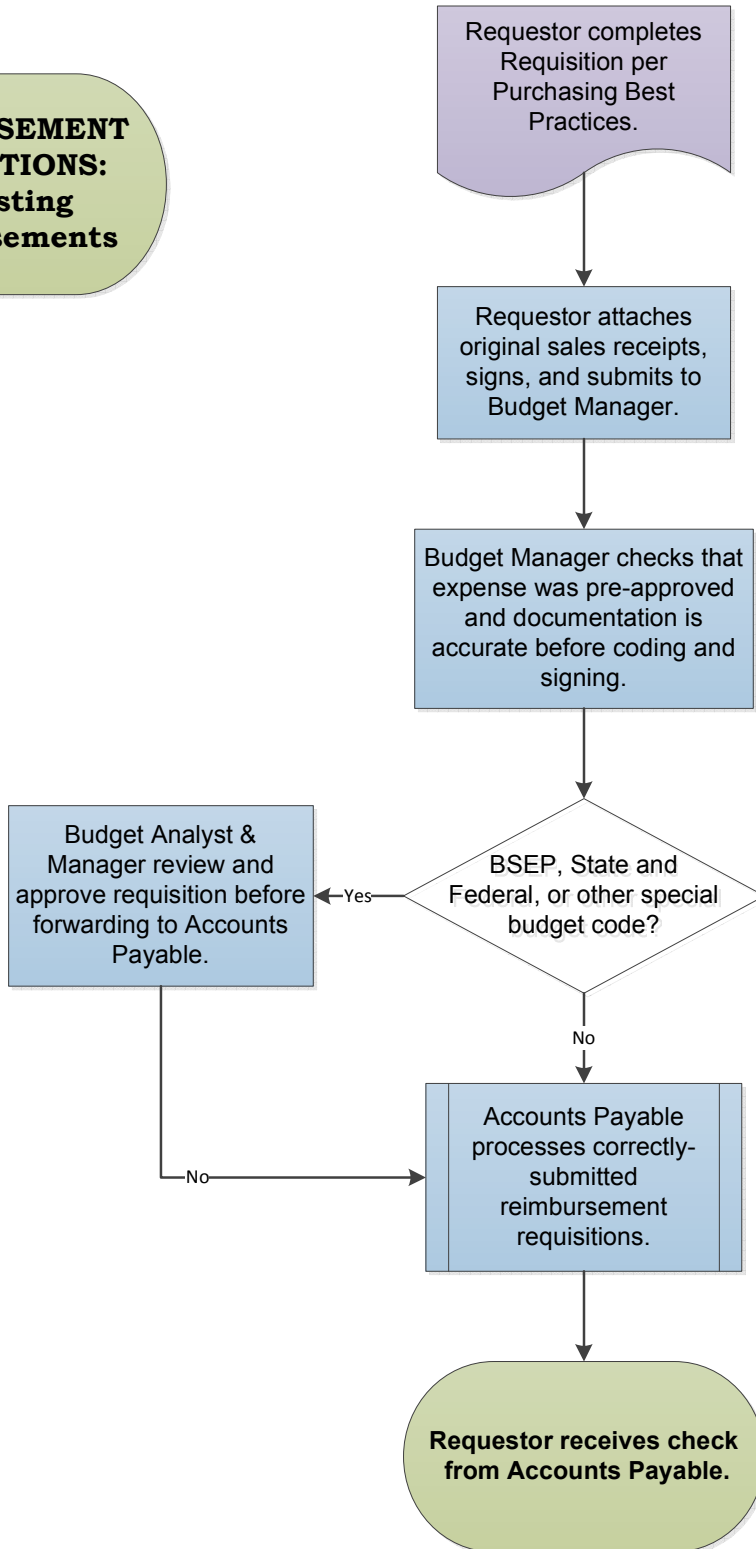 SEMENT
TIONS:
sting
sements
Requestor completes
Requisition per
Purchasing Best
Practices.
Requestor attaches
original sales receipts,
signs, and submits to
Budget Manager.
Budget Manager checks that
expense was pre-approved
and documentation is
accurate before coding and
signing.
BSEP, State and
Federal, or other special
budget code?
Yes
Budget Analyst &
Manager review and
approve requisition before
forwarding to Accounts
Payable.
No
No
Accounts Payable
processes correctly-
submitted
reimbursement
requisitions.
Requestor receives check
from Accounts Payable.